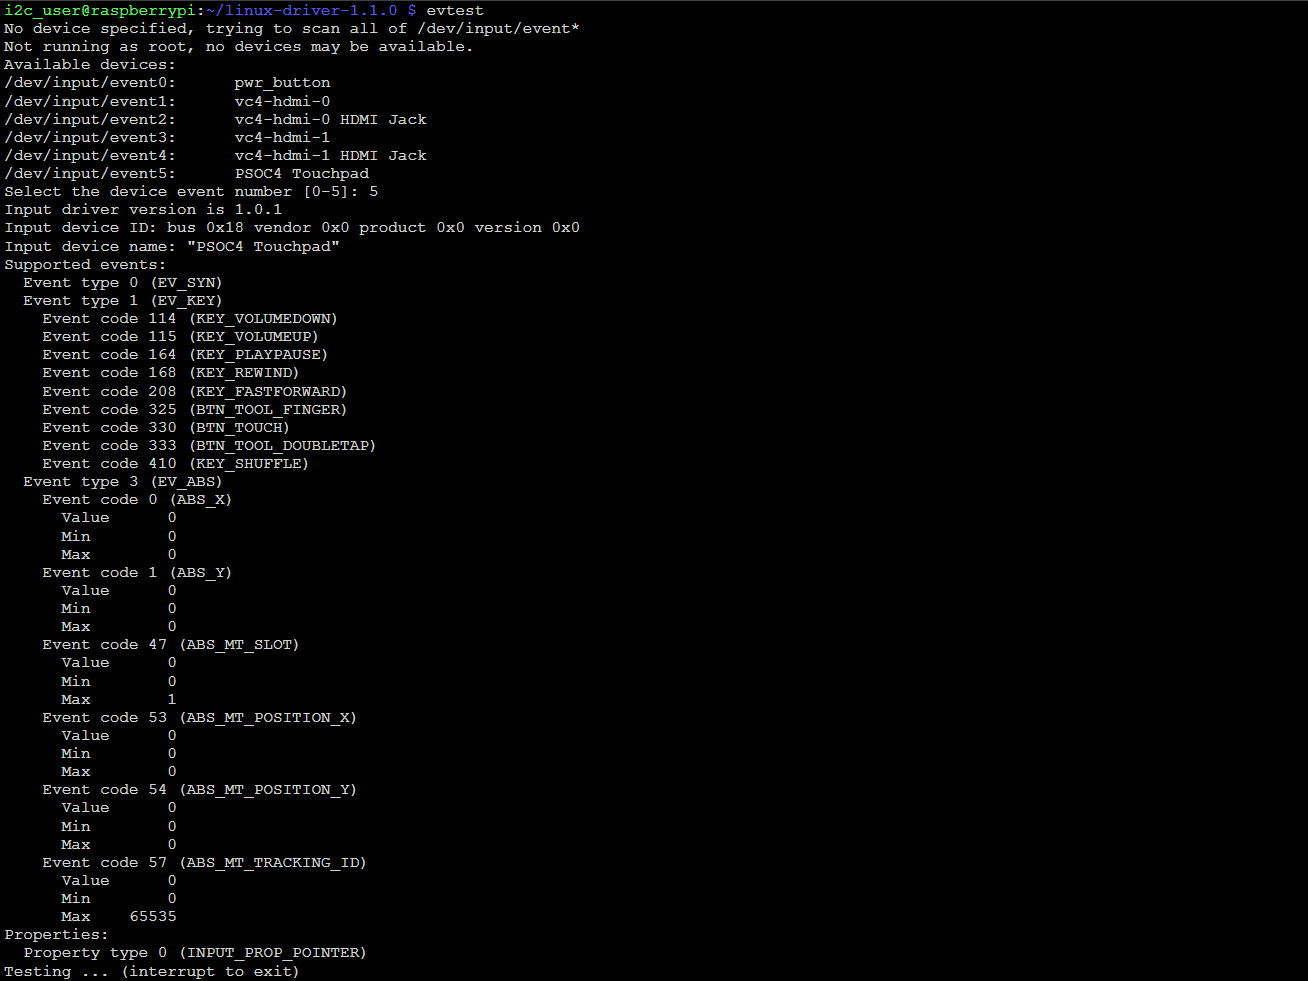 i2c_user@raspberrypi:~/linux-driver-1.1.0 $ evtest
No device specified, trying to scan all of /dev/input/event*
Not running as root, no devices may be available.
Available devices:
/dev/input/event0:      pwr_button
/dev/input/event1:      vc4-hdmi-0
/dev/input/event2:      vc4-hdmi-0 HDMI Jack
/dev/input/event3:      vc4-hdmi-1
/dev/input/event4:      vc4-hdmi-1 HDMI Jack
/dev/input/event5:      PSOC4 Touchpad
Select the device event number [0-5]: 5
Input driver version is 1.0.1
Input device ID: bus 0x18 vendor 0x0 product 0x0 version 0x0
Input device name: "PSOC4 Touchpad"
Supported events:
  Event type 0 (EV_SYN)
  Event type 1 (EV_KEY)
    Event code 114 (KEY_VOLUMEDOWN)
    Event code 115 (KEY_VOLUMEUP)
    Event code 164 (KEY_PLAYPAUSE)
    Event code 168 (KEY_REWIND)
    Event code 208 (KEY_FASTFORWARD)
    Event code 325 (BTN_TOOL_FINGER)
    Event code 330 (BTN_TOUCH)
    Event code 333 (BTN_TOOL_DOUBLETAP)
    Event code 410 (KEY_SHUFFLE)
  Event type 3 (EV_ABS)
    Event code 0 (ABS_X)
      Value      0
      Min        0
      Max        0
    Event code 1 (ABS_Y)
      Value      0
      Min        0
      Max        0
    Event code 47 (ABS_MT_SLOT)
      Value      0
      Min        0
      Max        1
    Event code 53 (ABS_MT_POSITION_X)
      Value      0
      Min        0
      Max        0
    Event code 54 (ABS_MT_POSITION_Y)
      Value      0
      Min        0
      Max        0
    Event code 57 (ABS_MT_TRACKING_ID)
      Value      0
      Min        0
      Max    65535
Properties:
  Property type 0 (INPUT_PROP_POINTER)
Testing ... (interrupt to exit)